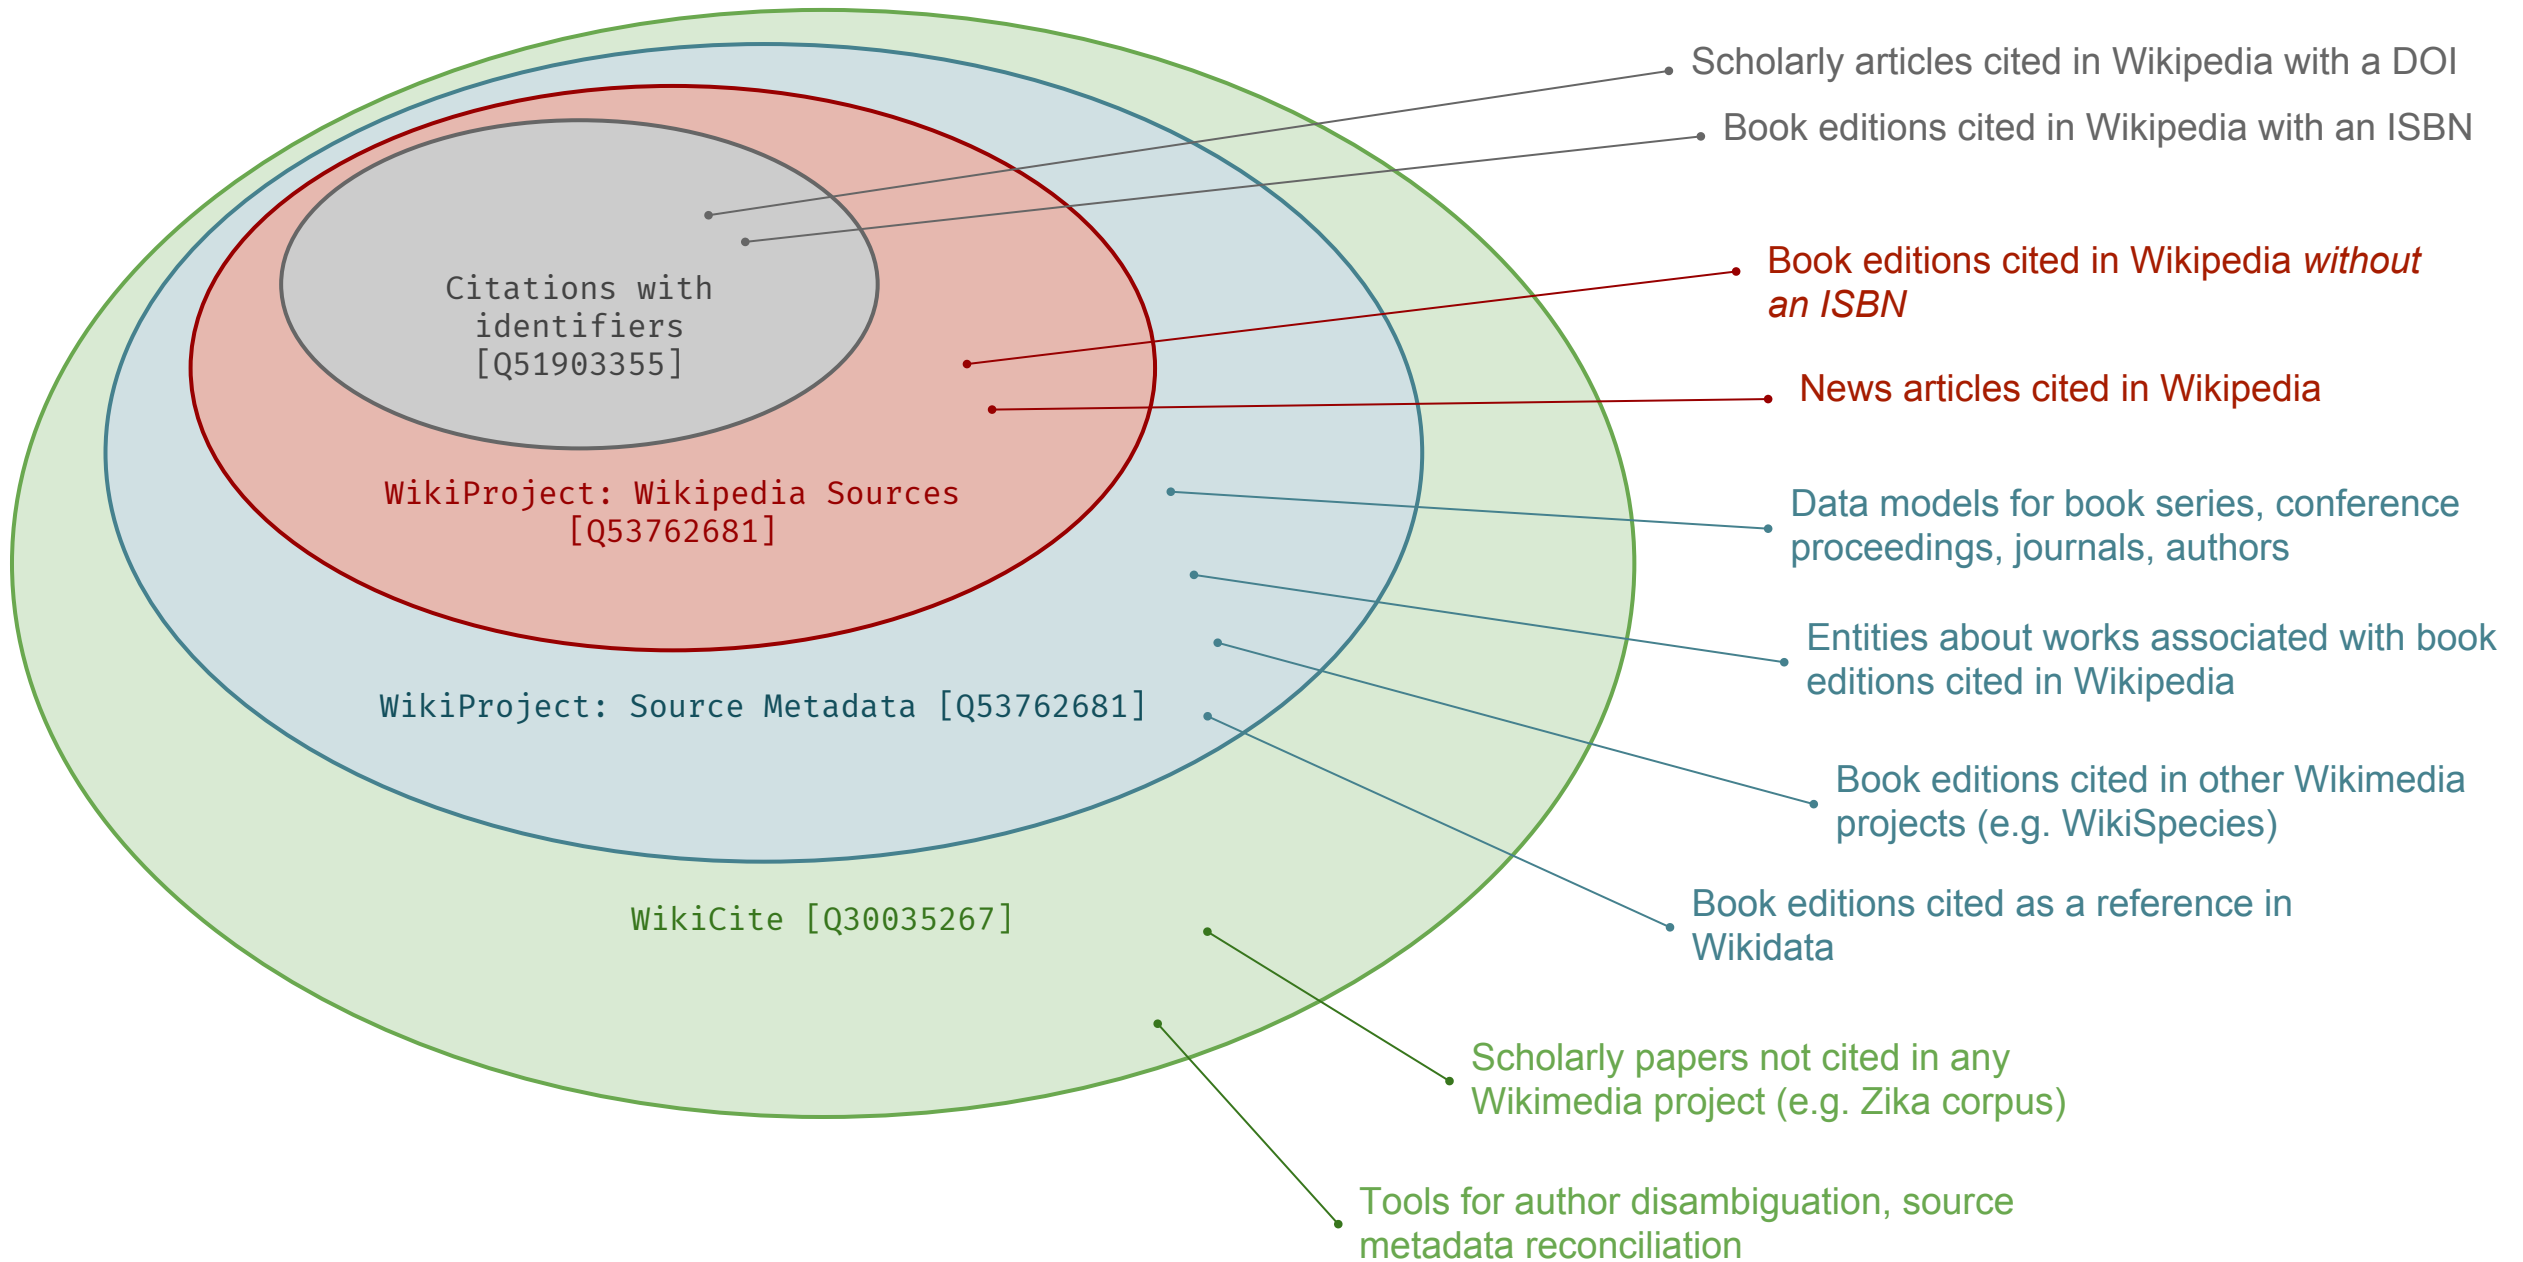 Scholarly articles cited in Wikipedia with a DOI
Book editions cited in Wikipedia with an ISBN
Book editions cited in Wikipedia without
an ISBN
News articles cited in Wikipedia
Data models for book series, conference
proceedings, journals, authors
Entities about works associated with book
editions cited in Wikipedia
Book editions cited in other Wikimedia
projects (e.g. WikiSpecies)
Book editions cited as a reference in
Wikidata
Scholarly papers not cited in any
Wikimedia project (e.g. Zika corpus)
Tools for author disambiguation, source
metadata reconciliation
Citations with
identifiers
[Q51903355]
WikiProject: Wikipedia Sources
[Q53762681]
WikiProject: Source Metadata [Q53762681]
WikiCite [Q30035267]